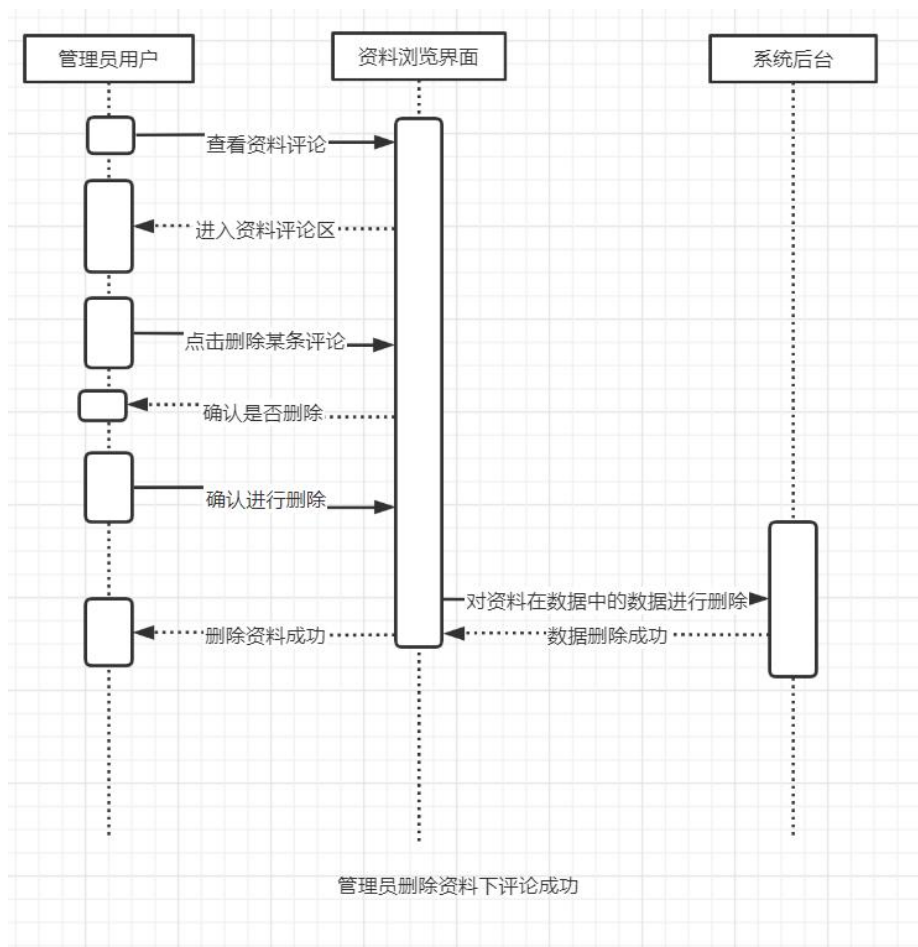 管理员用户
资料浏览界面
系统后台
查看资料评论
进入资料评论区
点击删除某条评论
确认是否删除
确认进行删除
对资料在数据中的数据进行删除
删除资料成功
数据删除成功
管理员删除资料下评论成功